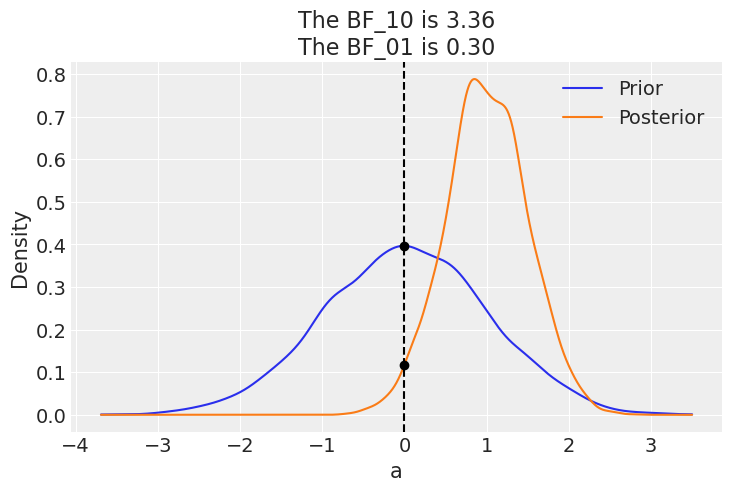 The BF_10 is 3.36
The BF_01 is 0.30
Prior
Posterior
Density
0.8
0.7
0.6
0.5
0.4
0.3
0.2
0.1
0.0
−4 −3 −2 −1 0 1 2 3
a